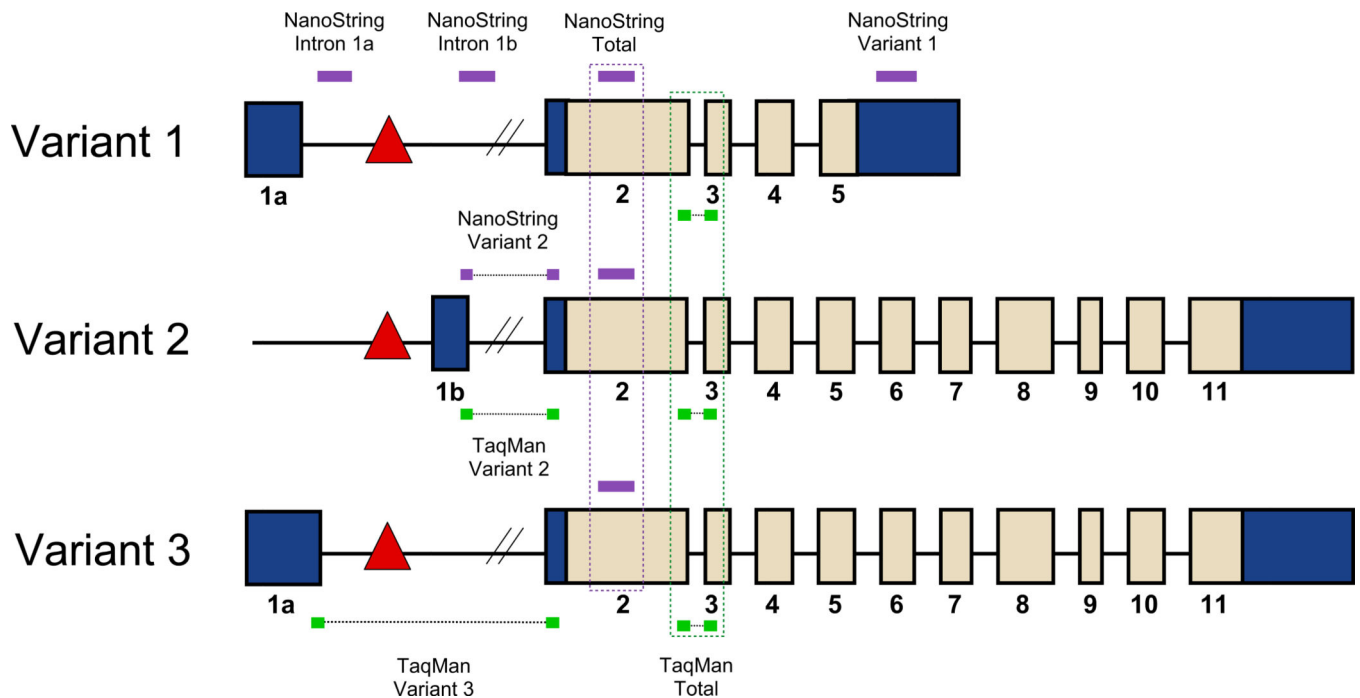 NanoString
Intron 1a
NanoString
Intron 1b
NanoString
Total
NanoString
Variant 1
Variant 1
1a
2
3
4
5
NanoString
Variant 2
Variant 2
1b
2
3
4
5
6
7
8
9
10
11
TaqMan
Variant 2
Variant 3
1a
2
3
4
5
6
7
8
9
10
11
TaqMan
Variant 3
TaqMan
Total